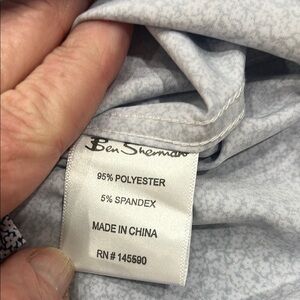 Ben Sherman
95% POLYESTER
5% SPANDEX
MADE IN CHINA
RN # 145590